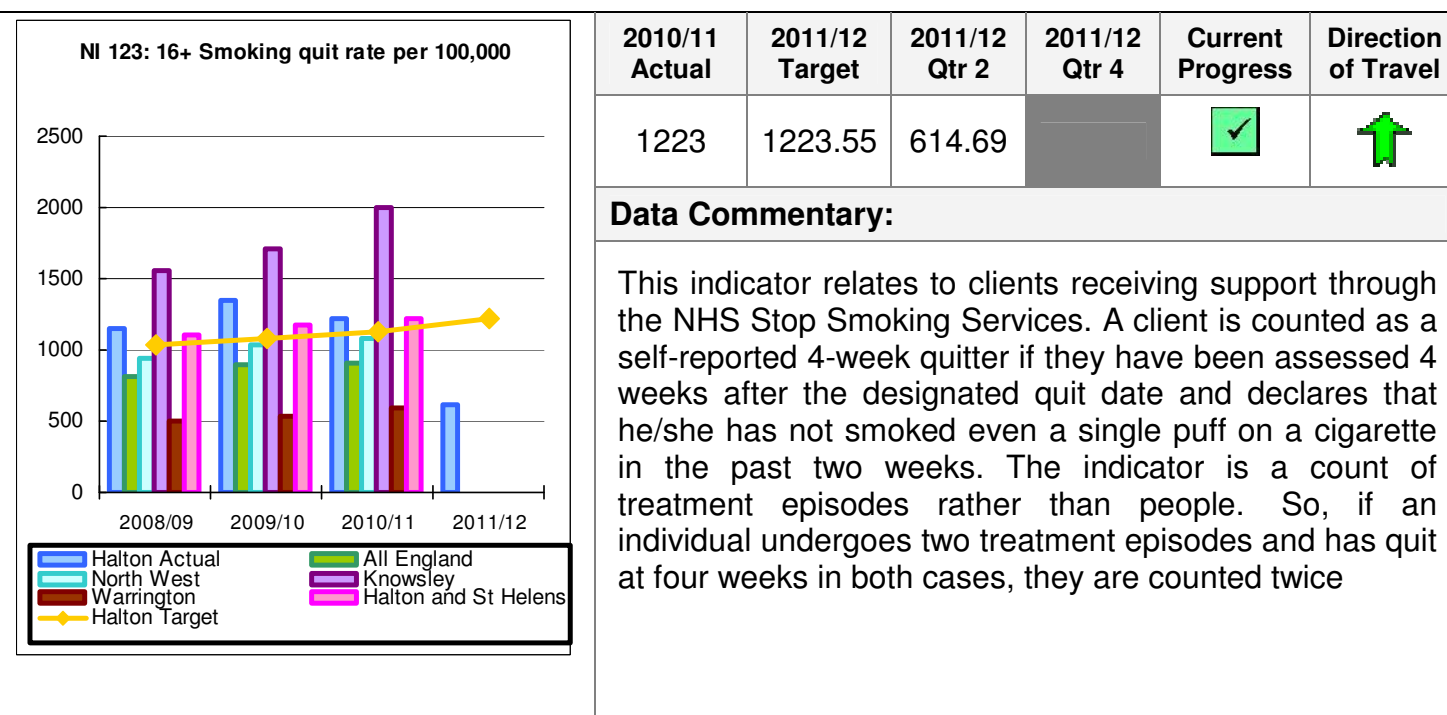 NI 123: 16+ Smoking quit rate per 100,000
2500
2000
1500
1000
500
0
2008/09 2009/10 2010/11 2011/12
Halton Actual All England
North West Knowsley
Warrington Halton and St Helens
Halton Target
2010/11 2011/12 2011/12 2011/12 Current Direction
Actual Target Qtr 2 Qtr 4 Progress of Travel
1223 1223.55 614.69
Data Commentary:
This indicator relates to clients receiving support through
the NHS Stop Smoking Services. A client is counted as a
self-reported 4-week quitter if they have been assessed 4
weeks after the designated quit date and declares that
he/she has not smoked even a single puff on a cigarette
in the past two weeks. The indicator is a count of
treatment episodes rather than people. So, if an
individual undergoes two treatment episodes and has quit
at four weeks in both cases, they are counted twice